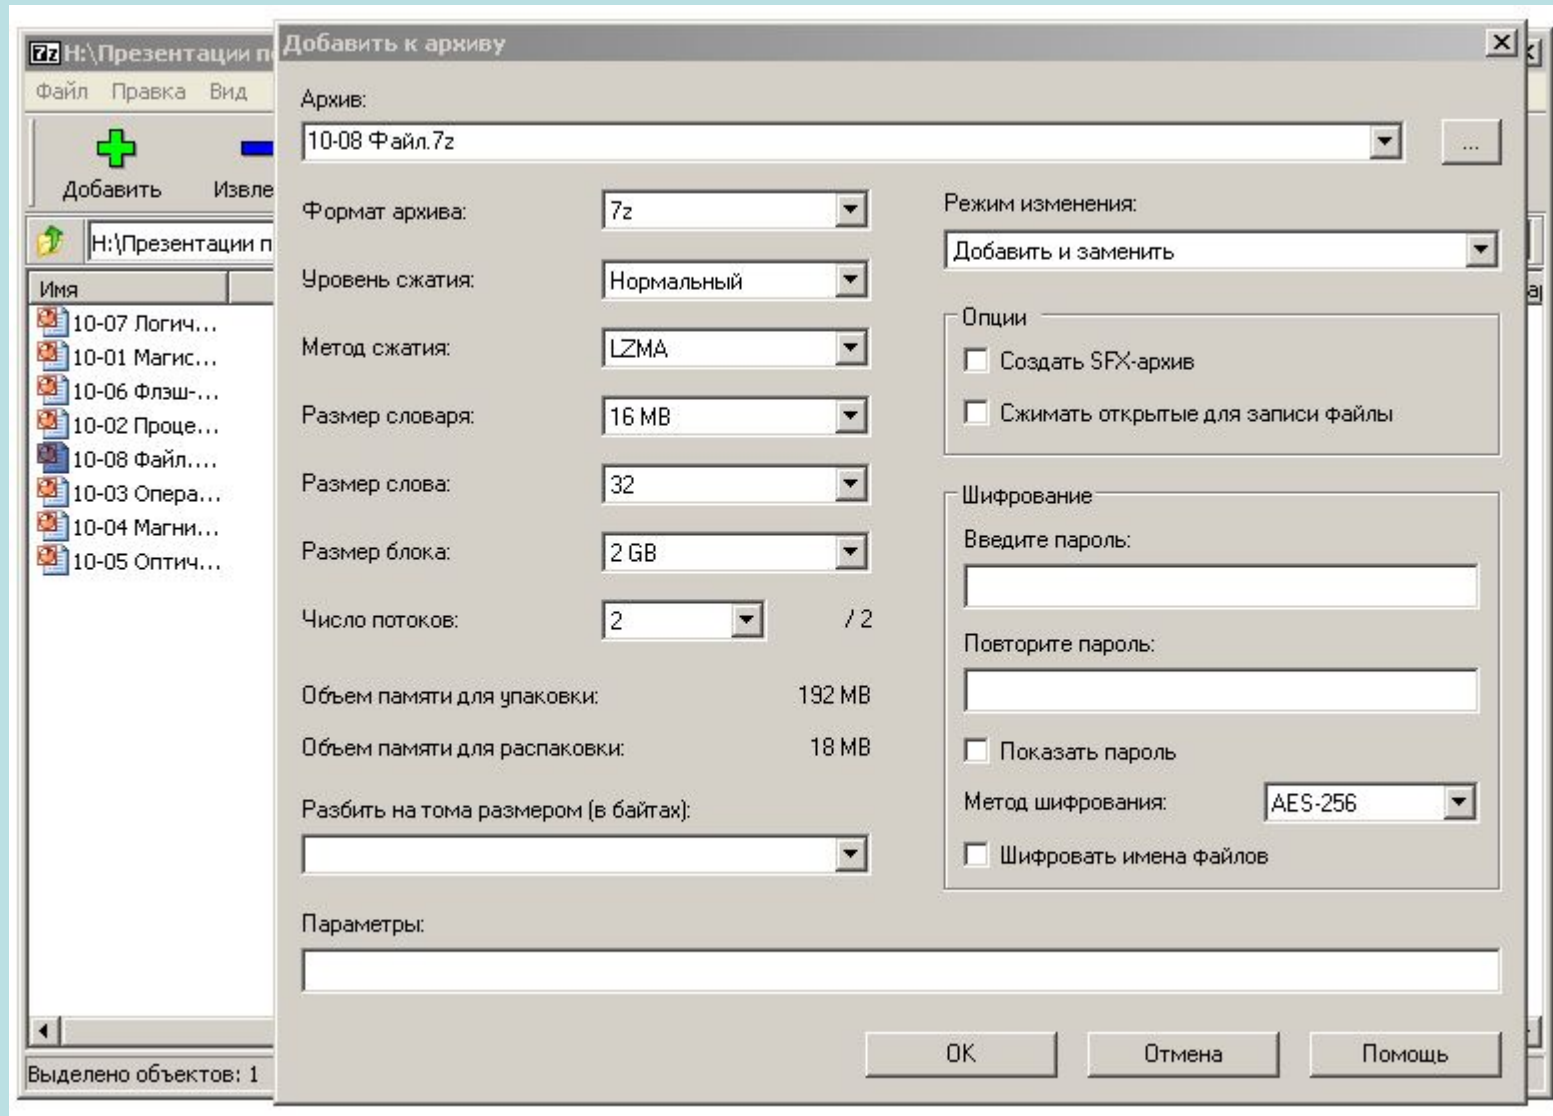 H:\Презентации п
Файл Правка Вид
Добавить Извле
H:\Презентации п
Имя
10-07 Логич...
10-01 Магис...
10-06 Флэш-...
10-02 Проце...
10-08 Файл....
10-03 Опера...
10-04 Магни...
10-05 Оптич...
Выделено объектов: 1
Добавить к архиву
Архив:
10-08 Файл.7z
...
Формат архива: 7z
Уровень сжатия: Нормальный
Метод сжатия: LZMA
Размер словаря: 16 MB
Размер слова: 32
Размер блока: 2 GB
Число потоков: 2 / 2
Объем памяти для упаковки: 192 MB
Объем памяти для распаковки: 18 MB
Разбить на тома размером (в байтах):
Режим изменения:
Добавить и заменить
Опции
Создать SFX-архив
Сжимать открытые для записи файлы
Шифрование
Введите пароль:
Повторите пароль:
Показать пароль
Метод шифрования: AES-256
Шифровать имена файлов
Параметры:
OK Отмена Помощь